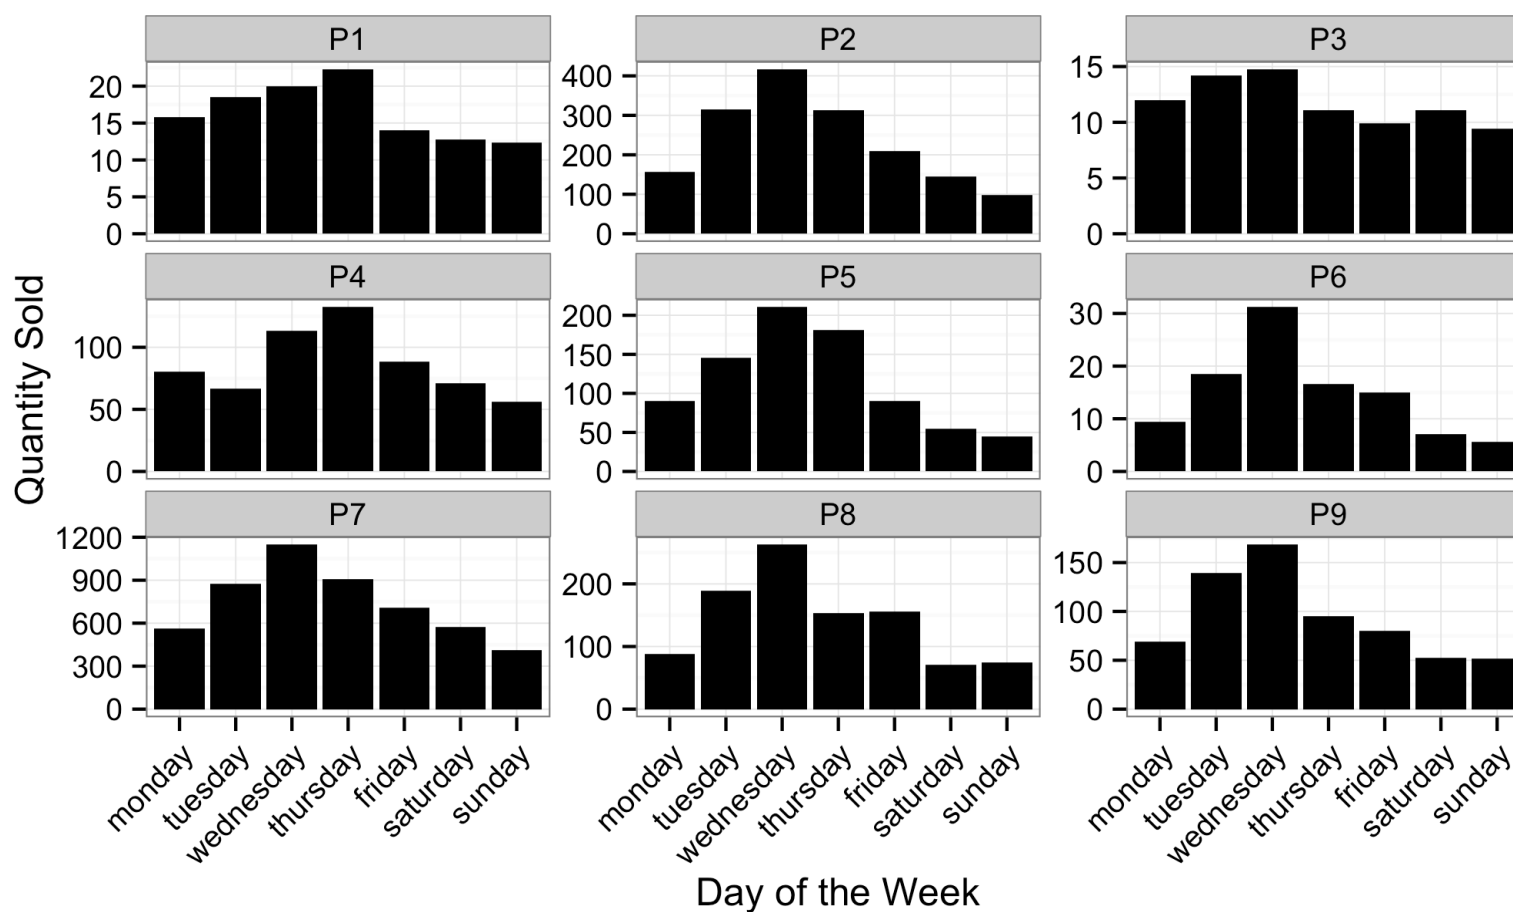 P1 P2 P3
20 400 15
15 300 10
10 200 5
5 100 0
0 0
P4 P5 P6
100 200 30
50 150 20
0 100 10
50 0
0
P7 P8 P9
1200 200 150
900 100 100
600 0 50
300 0
0
monday tuesday wednesday thursday friday saturday sunday
monday tuesday wednesday thursday friday saturday sunday
monday tuesday wednesday thursday friday saturday sunday
Quantity Sold
Day of the Week